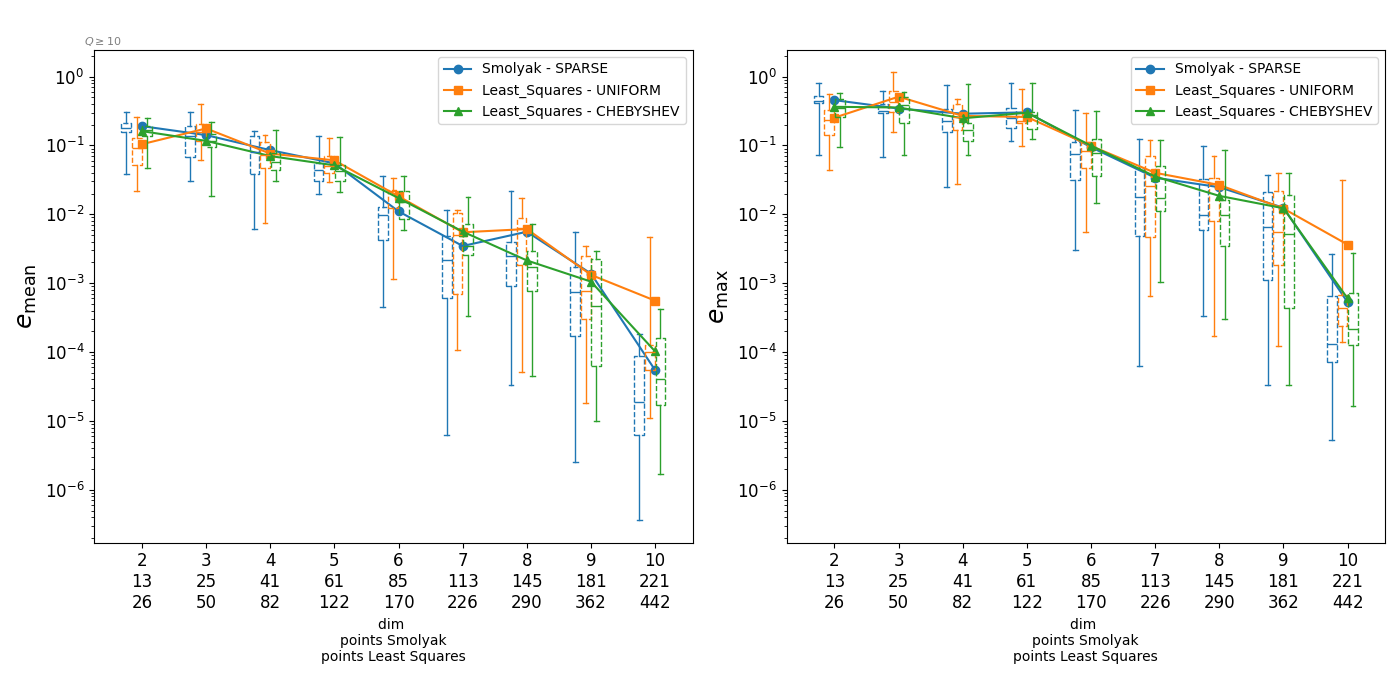 Q ≥ 10
Smolyak - SPARSE
Least_Squares - UNIFORM
Least_Squares - CHEBYSHEV
10⁰
10⁻¹
10⁻²
10⁻³
10⁻⁴
10⁻⁵
10⁻⁶
e_mean
2 3 4 5 6 7 8 9 10
13 25 41 61 85 113 145 181 221
26 50 82 122 170 226 290 362 442
dim
points Smolyak
points Least Squares
Smolyak - SPARSE
Least_Squares - UNIFORM
Least_Squares - CHEBYSHEV
10⁰
10⁻¹
10⁻²
10⁻³
10⁻⁴
10⁻⁵
10⁻⁶
e_max
2 3 4 5 6 7 8 9 10
13 25 41 61 85 113 145 181 221
26 50 82 122 170 226 290 362 442
dim
points Smolyak
points Least Squares